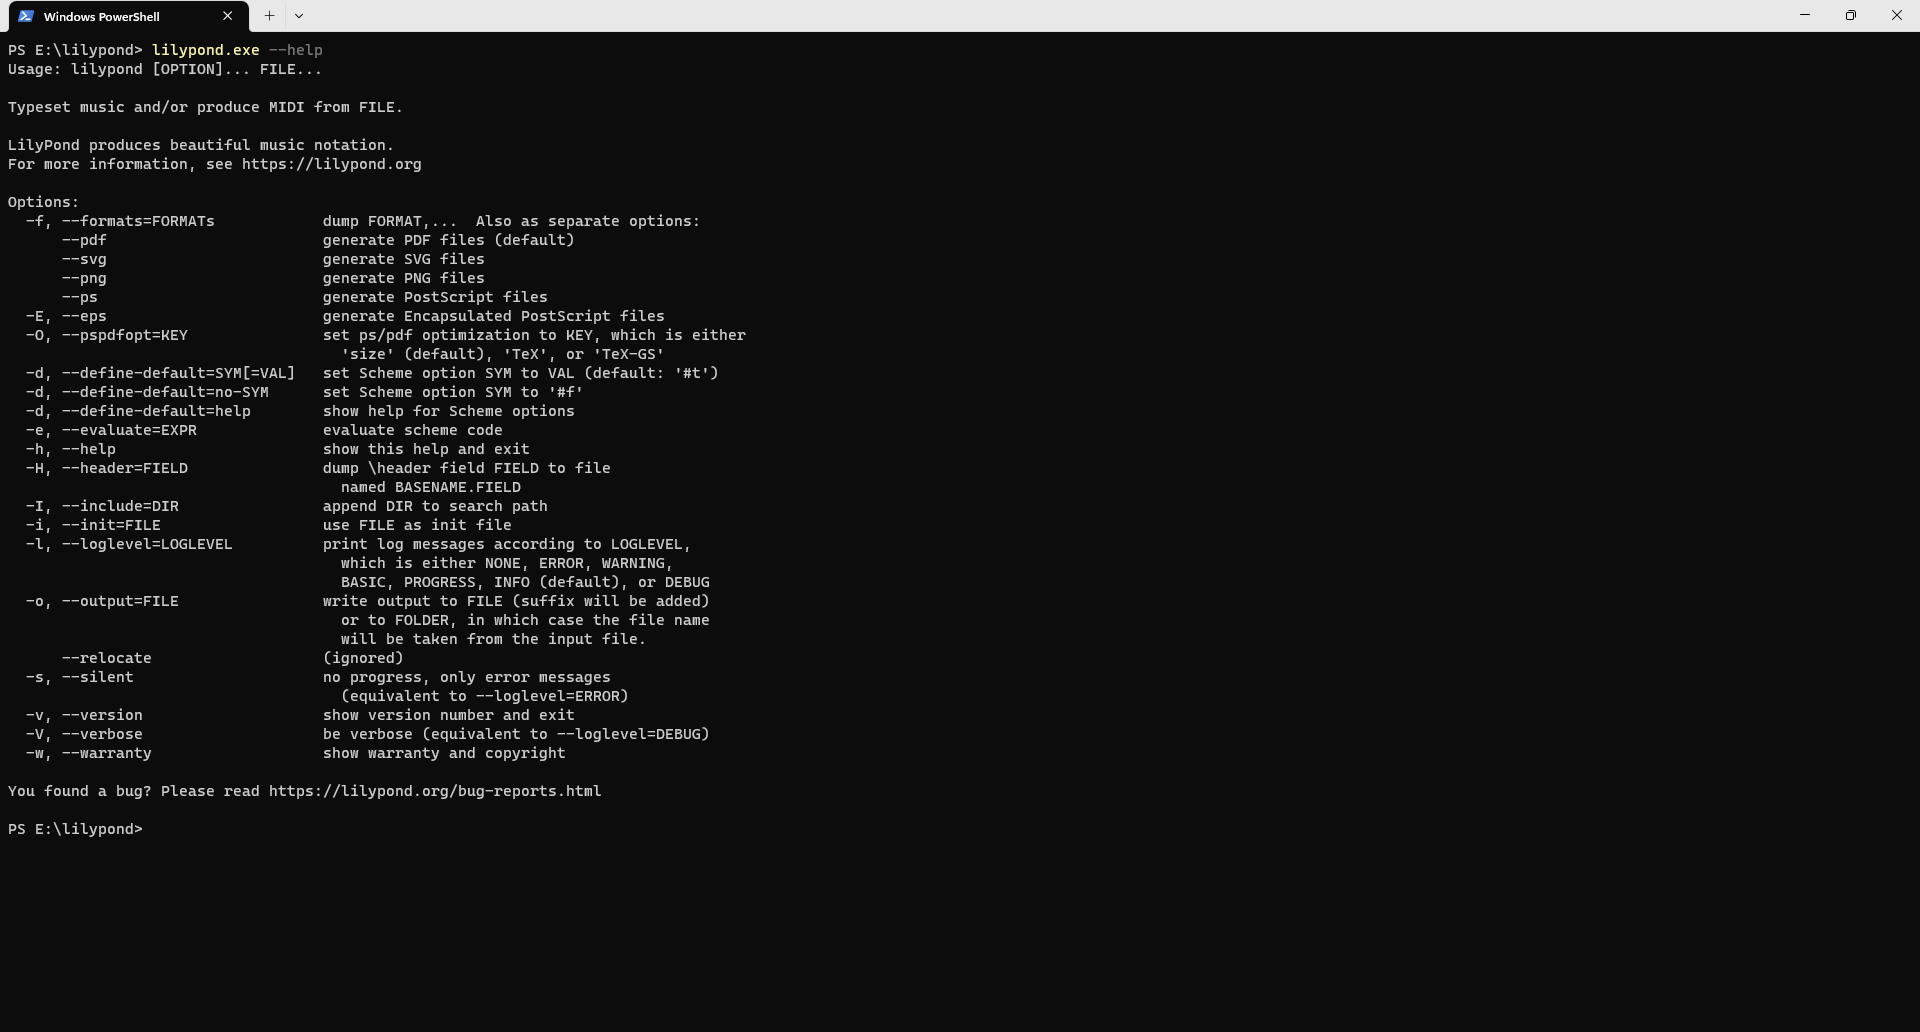 Windows PowerShell
PS E:\lilypond> lilypond.exe --help
Usage: lilypond [OPTION]... FILE...

Typeset music and/or produce MIDI from FILE.

LilyPond produces beautiful music notation.
For more information, see https://lilypond.org

Options:
  -f, --formats=FORMATs            dump FORMAT,...  Also as separate options:
      --pdf                        generate PDF files (default)
      --svg                        generate SVG files
      --png                        generate PNG files
      --ps                         generate PostScript files
  -E, --eps                        generate Encapsulated PostScript files
  -O, --pspdfopt=KEY               set ps/pdf optimization to KEY, which is either
                                     'size' (default), 'TeX', or 'TeX-GS'
  -d, --define-default=SYM[=VAL]   set Scheme option SYM to VAL (default: '#t')
  -d, --define-default=no-SYM      set Scheme option SYM to '#f'
  -d, --define-default=help        show help for Scheme options
  -e, --evaluate=EXPR              evaluate scheme code
  -h, --help                       show this help and exit
  -H, --header=FIELD               dump \header field FIELD to file
                                     named BASENAME.FIELD
  -I, --include=DIR                append DIR to search path
  -i, --init=FILE                  use FILE as init file
  -l, --loglevel=LOGLEVEL          print log messages according to LOGLEVEL,
                                     which is either NONE, ERROR, WARNING,
                                     BASIC, PROGRESS, INFO (default), or DEBUG
  -o, --output=FILE                write output to FILE (suffix will be added)
                                     or to FOLDER, in which case the file name
                                     will be taken from the input file.
      --relocate                   (ignored)
  -s, --silent                     no progress, only error messages
                                     (equivalent to --loglevel=ERROR)
  -v, --version                    show version number and exit
  -V, --verbose                    be verbose (equivalent to --loglevel=DEBUG)
  -w, --warranty                   show warranty and copyright

You found a bug? Please read https://lilypond.org/bug-reports.html

PS E:\lilypond>